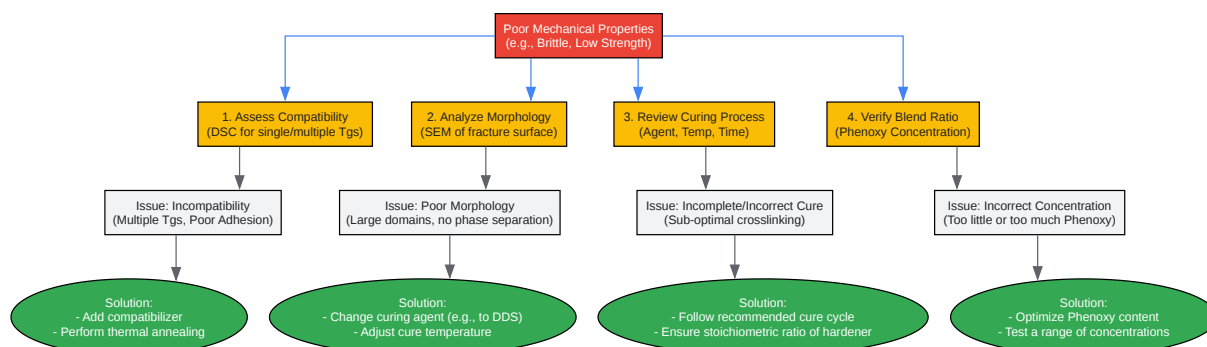 Poor Mechanical Properties
(e.g., Brittle, Low Strength)
1. Assess Compatibility
(DSC for single/multiple Tgs)
2. Analyze Morphology
(SEM of fracture surface)
3. Review Curing Process
(Agent, Temp, Time)
4. Verify Blend Ratio
(Phenoxy Concentration)
Issue: Incompatibility
(Multiple Tgs, Poor Adhesion)
Issue: Poor Morphology
(Large domains, no phase separation)
Issue: Incomplete/Incorrect Cure
(Sub-optimal crosslinking)
Issue: Incorrect Concentration
(Too little or too much Phenoxy)
Solution:
- Add compatibilizer
- Perform thermal annealing
Solution:
- Change curing agent (e.g., to DDS)
- Adjust cure temperature
Solution:
- Follow recommended cure cycle
- Ensure stoichiometric ratio of hardener
Solution:
- Optimize Phenoxy content
- Test a range of concentrations